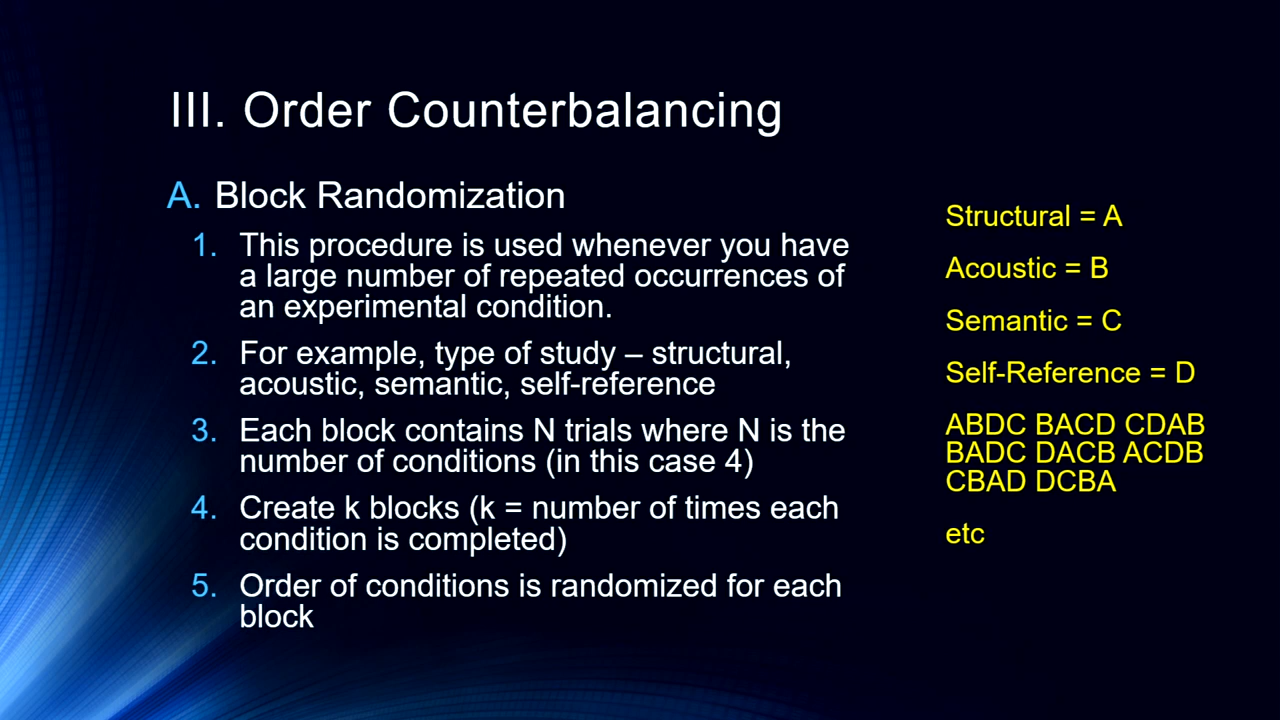 III. Order Counterbalancing
A. Block Randomization
1. This procedure is used whenever you have
a large number of repeated occurrences of
an experimental condition.
2. For example, type of study – structural,
acoustic, semantic, self-reference
3. Each block contains N trials where N is the
number of conditions (in this case 4)
4. Create k blocks (k = number of times each
condition is completed)
5. Order of conditions is randomized for each
block
Structural = A
Acoustic = B
Semantic = C
Self-Reference = D
ABDC BACD CDAB
BADC DACB ACDB
CBAD DCBA
etc